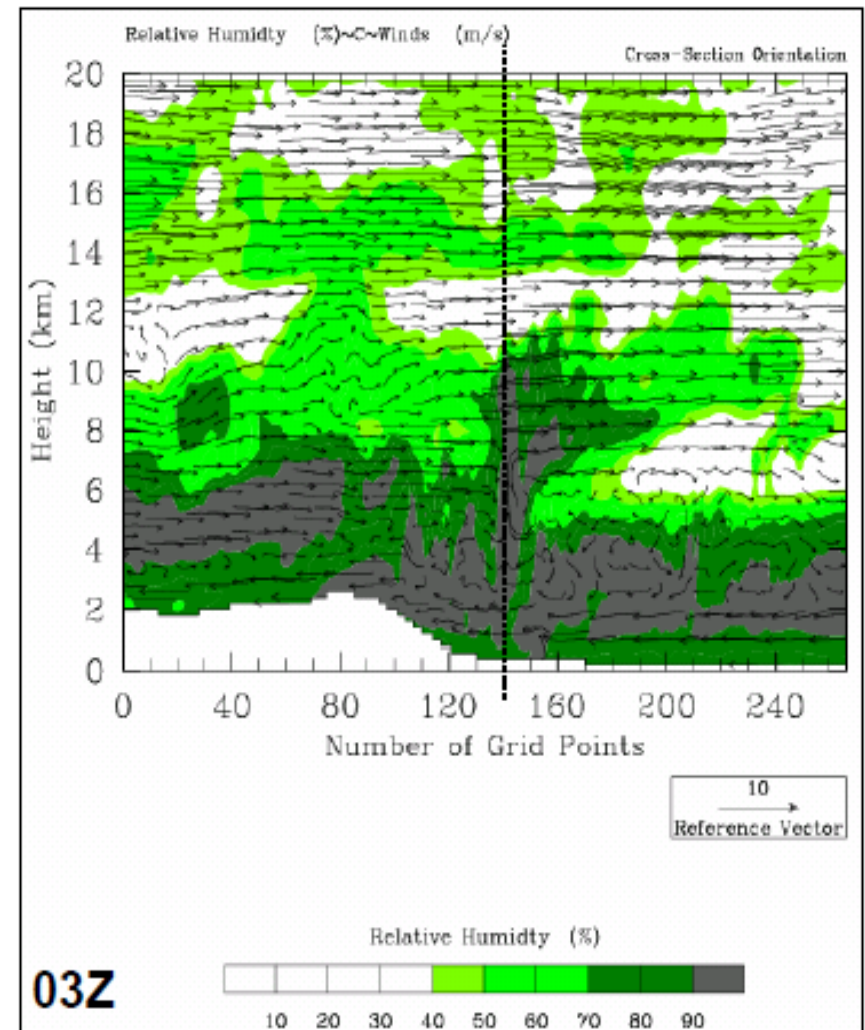 Relative Humidity (%)~C~Winds (m/s)
Cross-Section Orientation
20
18
16
14
12
10
8
6
4
2
0
Height (km)
0 40 80 120 160 200 240
Number of Grid Points
10
Reference Vector
Relative Humidty (%)
03Z
10 20 30 40 50 60 70 80 90